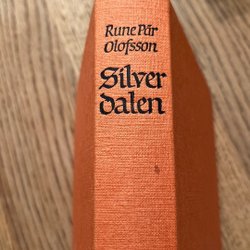 Rune Pär
Olofsson
Silver
dalen